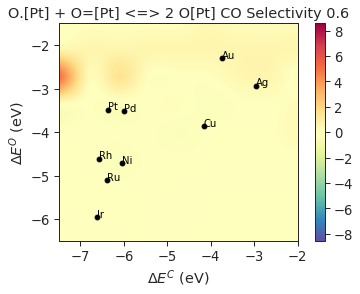 O.[Pt] + O=[Pt] <=> 2 O[Pt] CO Selectivity 0.6
−2
−3
−4
−5
−6
ΔE^O (eV)
Au
Ag
Pt
Pd
Cu
Rh
Ni
Ru
Ir
−7
−6
−5
−4
−3
−2
ΔE^C (eV)
8
6
4
2
0
−2
−4
−6
−8